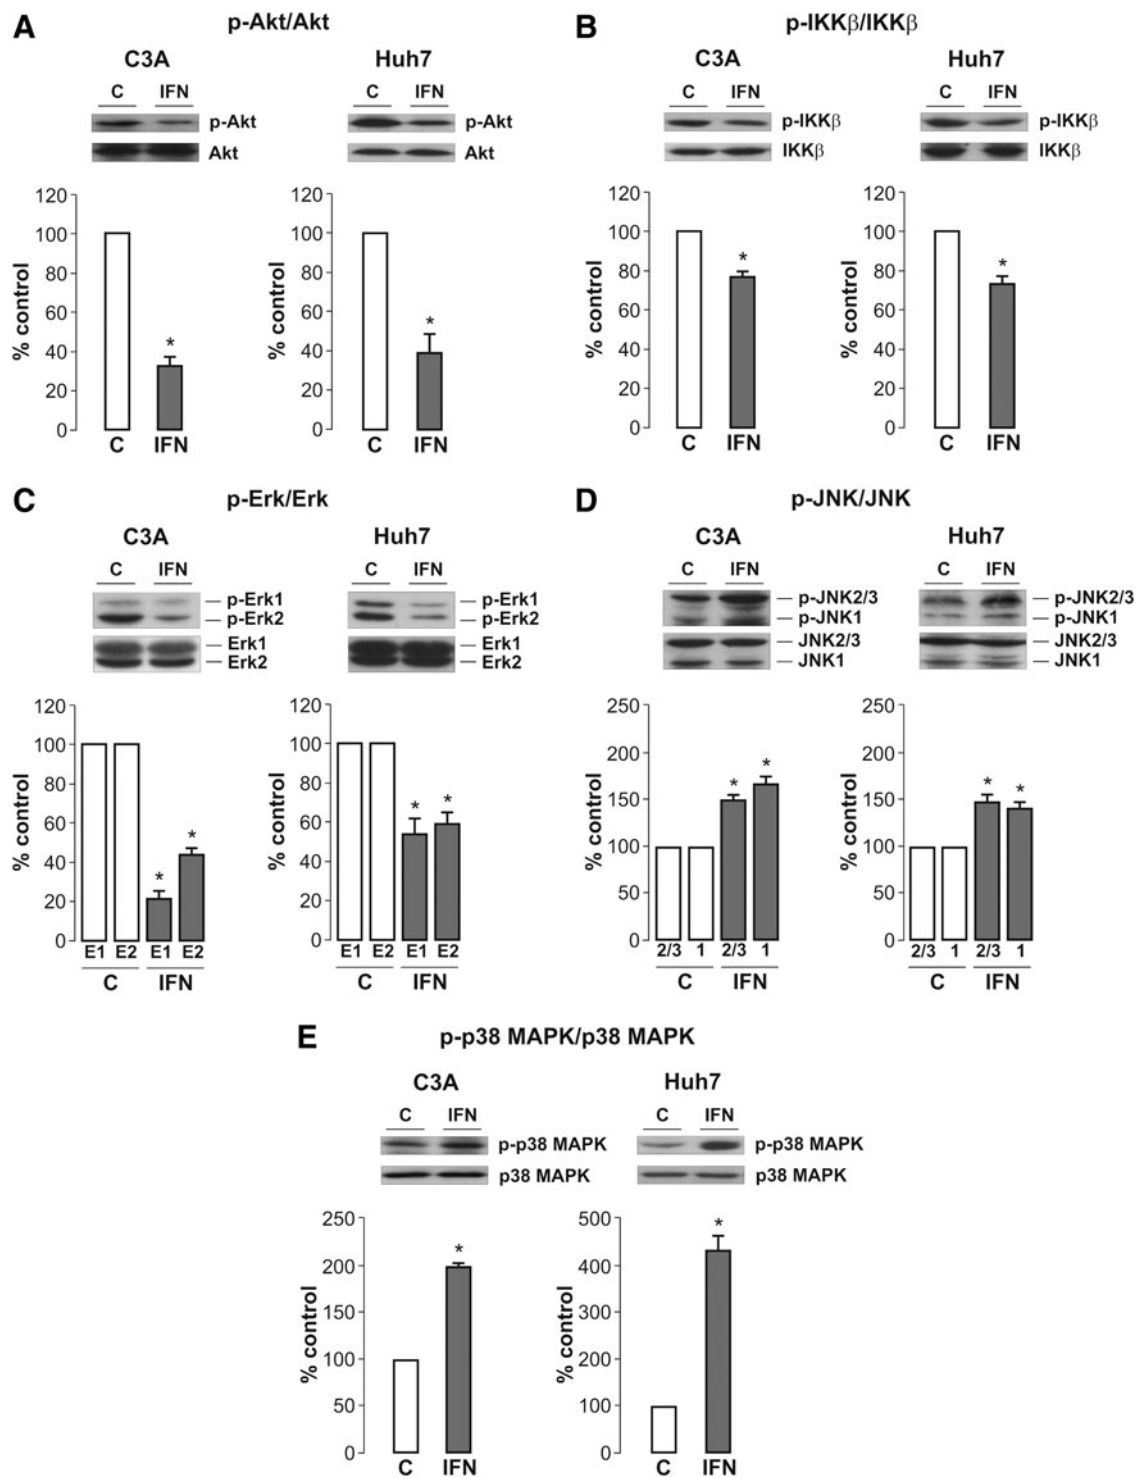 A p-Akt/Akt
C3A Huh7
C IFN C IFN
p-Akt p-Akt
Akt Akt
% control % control
120 120
100 100
80 80
60 60
40 40
20 20
0 0
* *
C IFN C IFN
B p-IKKβ/IKKβ
C3A Huh7
C IFN C IFN
p-IKKβ p-IKKβ
IKKβ IKKβ
% control % control
120 120
100 100
80 80
60 60
40 40
20 20
0 0
* *
C IFN C IFN
C p-Erk/Erk
C3A Huh7
C IFN C IFN
p-Erk1 p-Erk1
p-Erk2 p-Erk2
Erk1 Erk1
Erk2 Erk2
% control % control
120 120
100 100
80 80
60 60
40 40
20 20
0 0
* * * *
E1 E2 E1 E2 E1 E2 E1 E2
C IFN C IFN
D p-JNK/JNK
C3A Huh7
C IFN C IFN
p-JNK2/3 p-JNK2/3
p-JNK1 p-JNK1
JNK2/3 JNK2/3
JNK1 JNK1
% control % control
250 250
200 200
150 150
100 100
50 50
0 0
* * * *
2/3 1 2/3 1 2/3 1 2/3 1
C IFN C IFN
E p-p38 MAPK/p38 MAPK
C3A Huh7
C IFN C IFN
p-p38 MAPK p-p38 MAPK
p38 MAPK p38 MAPK
% control % control
250 500
200 400
150 300
100 200
50 100
0 0
* *
C IFN C IFN